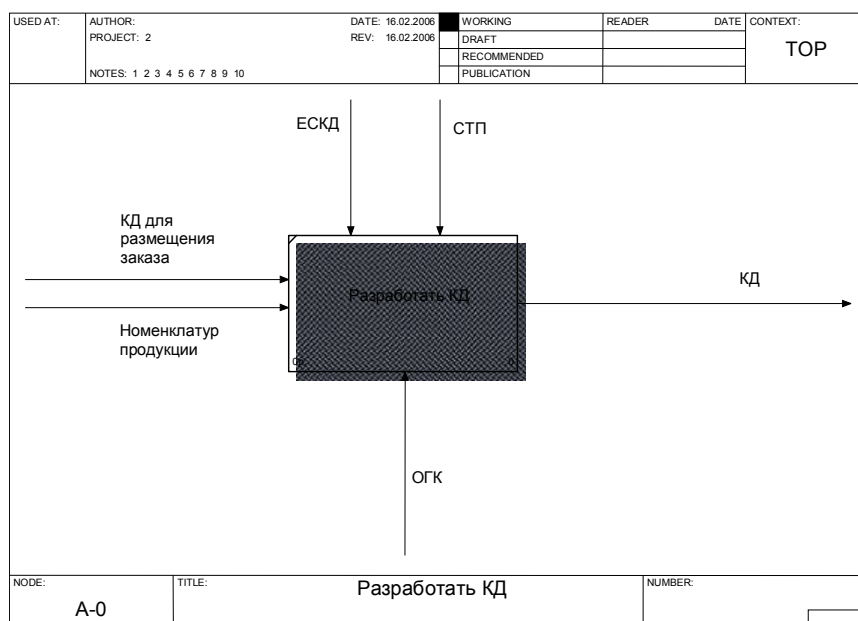 USED AT:
AUTHOR:
DATE: 16.02.2006
WORKING
READER
DATE
CONTEXT:
PROJECT: 2
REV: 16.02.2006
DRAFT
TOP
RECOMMENDED
NOTES: 1 2 3 4 5 6 7 8 9 10
PUBLICATION
ЕСКД
СТП
КД для
размещения
заказа
КД
Разработать КД
Номенклатур
продукции
ОГК
NODE:
TITLE:
Разработать КД
NUMBER:
A-0